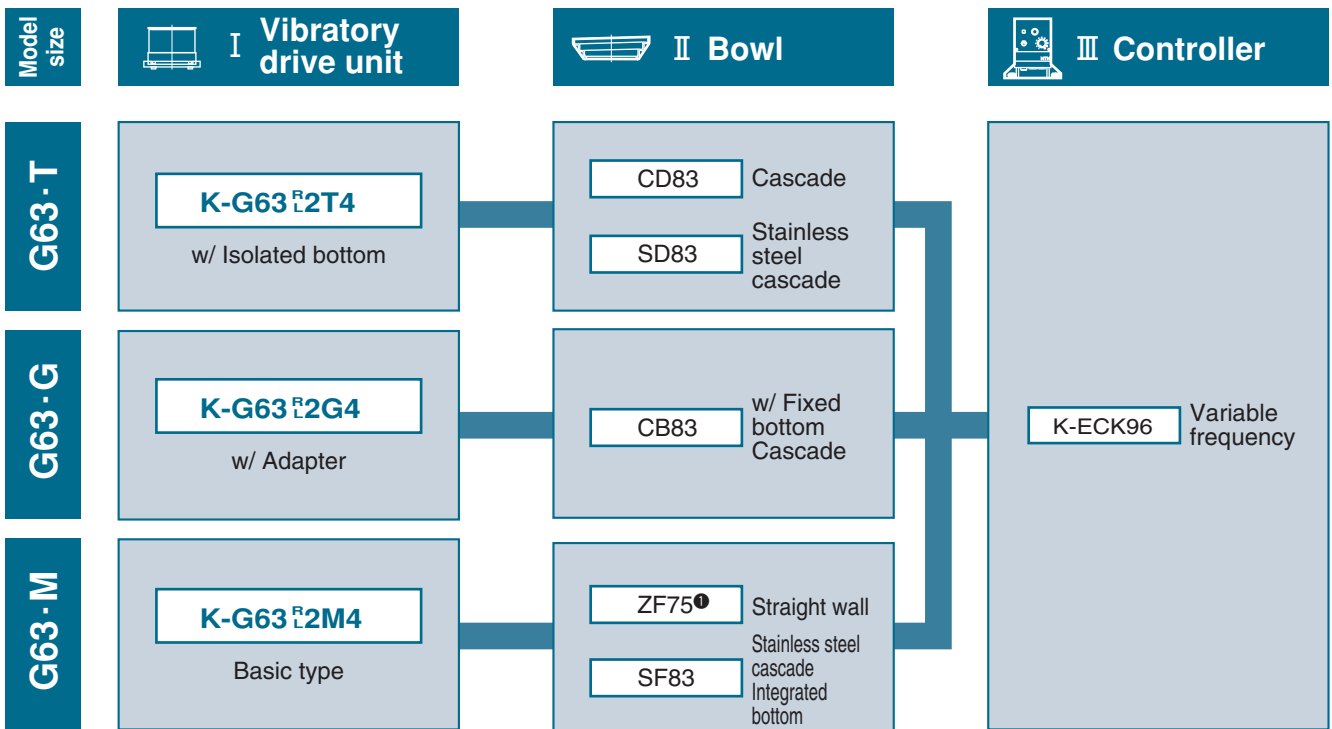 Model
size
I Vibratory
drive unit
II Bowl
III Controller
G63·T
K-G63 R/L 2T4
w/ Isolated bottom
CD83 Cascade
SD83 Stainless
steel
cascade
G63·G
K-G63 R/L 2G4
w/ Adapter
CB83 w/ Fixed
bottom
Cascade
K-ECK96 Variable
frequency
G63·M
K-G63 R/L 2M4
Basic type
ZF75❶ Straight wall
SF83 Stainless steel
cascade
Integrated
bottom